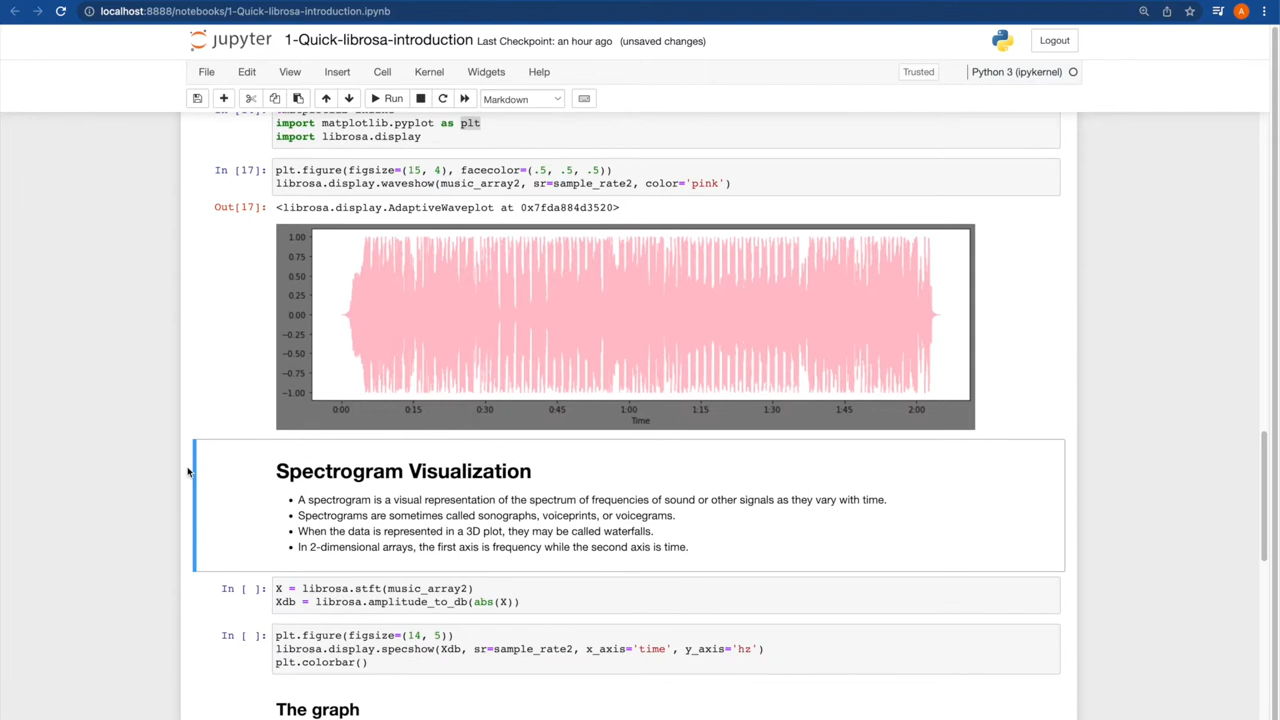 localhost:8888/notebooks/1-Quick-librosa-introduction.ipynb
A
jupyter 1-Quick-librosa-introduction Last Checkpoint: an hour ago (unsaved changes)
Logout
File Edit View Insert Cell Kernel Widgets Help
Trusted
Python 3 (ipykernel)
Run
Markdown
import matplotlib.pyplot as plt
import librosa.display
In [17]: plt.figure(figsize=(15, 4), facecolor=(.5, .5, .5))
librosa.display.waveshow(music_array2, sr=sample_rate2, color='pink')
Out[17]: <librosa.display.AdaptiveWaveplot at 0x7fda884d3520>
1.00
0.75
0.50
0.25
0.00
−0.25
−0.50
−0.75
−1.00
0:00 0:15 0:30 0:45 1:00 1:15 1:30 1:45 2:00
Time
Spectrogram Visualization
• A spectrogram is a visual representation of the spectrum of frequencies of sound or other signals as they vary with time.
• Spectrograms are sometimes called sonographs, voiceprints, or voicegrams.
• When the data is represented in a 3D plot, they may be called waterfalls.
• In 2-dimensional arrays, the first axis is frequency while the second axis is time.
In [ ]: X = librosa.stft(music_array2)
Xdb = librosa.amplitude_to_db(abs(X))
In [ ]: plt.figure(figsize=(14, 5))
librosa.display.specshow(Xdb, sr=sample_rate2, x_axis='time', y_axis='hz')
plt.colorbar()
The graph